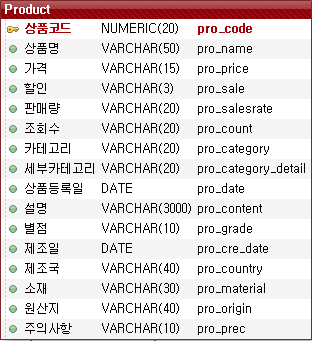 Product
상품코드 NUMERIC(20) pro_code
상품명 VARCHAR(50) pro_name
가격 VARCHAR(15) pro_price
할인 VARCHAR(3) pro_sale
판매량 VARCHAR(20) pro_salesrate
조회수 VARCHAR(20) pro_count
카테고리 VARCHAR(20) pro_category
세부카테고리 VARCHAR(20) pro_category_detail
상품등록일 DATE pro_date
설명 VARCHAR(3000) pro_content
별점 VARCHAR(10) pro_grade
제조일 DATE pro_cre_date
제조국 VARCHAR(40) pro_country
소재 VARCHAR(30) pro_material
원산지 VARCHAR(40) pro_origin
주의사항 VARCHAR(10) pro_prec